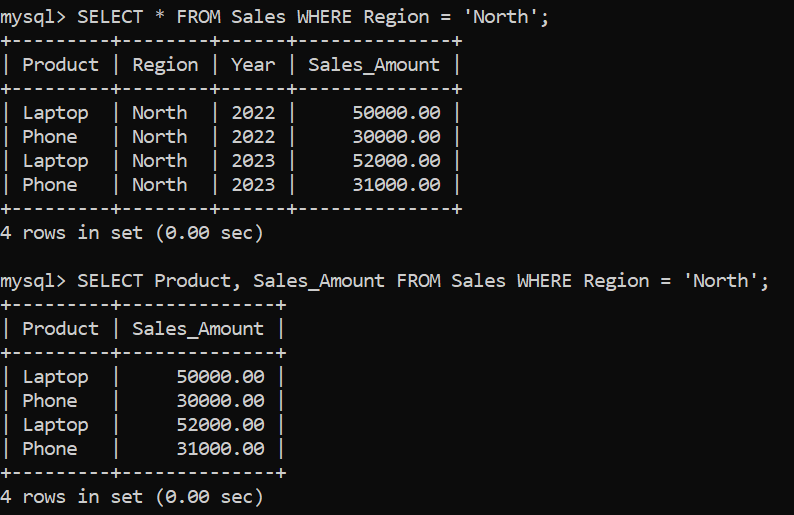 mysql> SELECT * FROM Sales WHERE Region = 'North';
+---------+--------+------+--------------+
| Product | Region | Year | Sales_Amount |
+---------+--------+------+--------------+
| Laptop  | North  | 2022 |     50000.00 |
| Phone   | North  | 2022 |     30000.00 |
| Laptop  | North  | 2023 |     52000.00 |
| Phone   | North  | 2023 |     31000.00 |
+---------+--------+------+--------------+
4 rows in set (0.00 sec)

mysql> SELECT Product, Sales_Amount FROM Sales WHERE Region = 'North';
+---------+--------------+
| Product | Sales_Amount |
+---------+--------------+
| Laptop  |     50000.00 |
| Phone   |     30000.00 |
| Laptop  |     52000.00 |
| Phone   |     31000.00 |
+---------+--------------+
4 rows in set (0.00 sec)